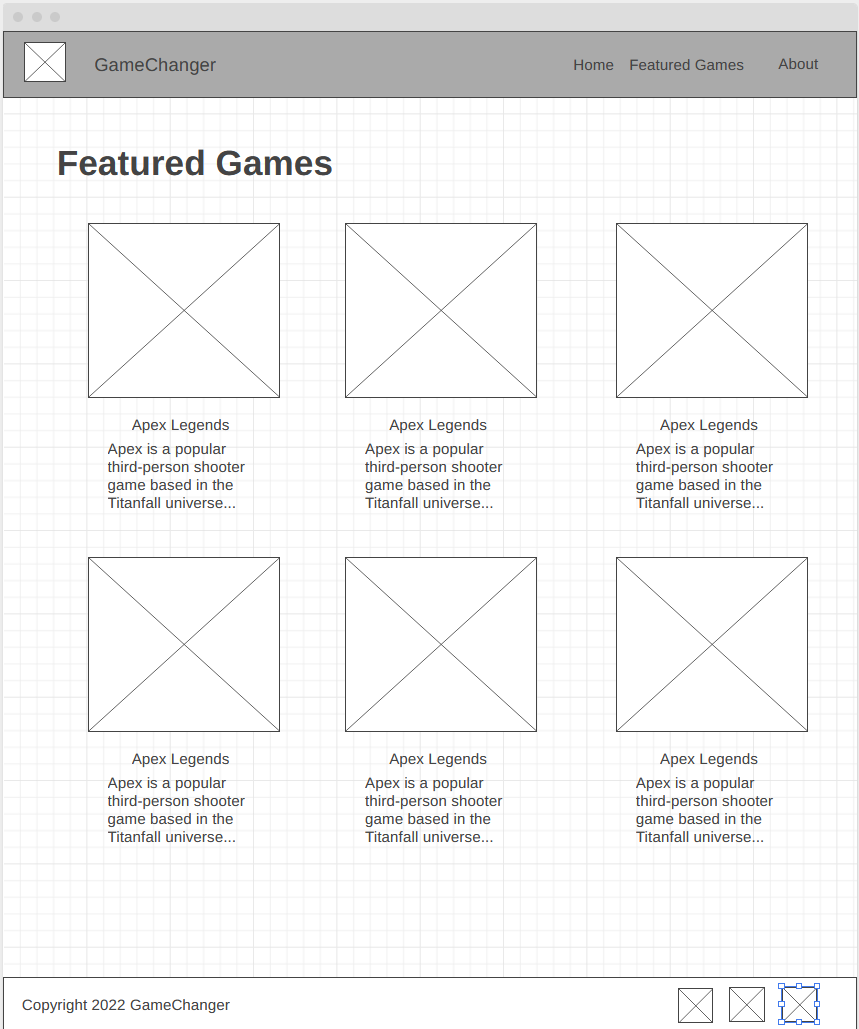 GameChanger
Home Featured Games About
Featured Games
Apex Legends
Apex is a popular
third-person shooter
game based in the
Titanfall universe...
Apex Legends
Apex is a popular
third-person shooter
game based in the
Titanfall universe...
Apex Legends
Apex is a popular
third-person shooter
game based in the
Titanfall universe...
Apex Legends
Apex is a popular
third-person shooter
game based in the
Titanfall universe...
Apex Legends
Apex is a popular
third-person shooter
game based in the
Titanfall universe...
Apex Legends
Apex is a popular
third-person shooter
game based in the
Titanfall universe...
Copyright 2022 GameChanger